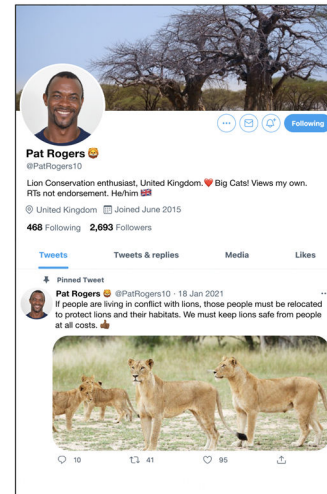 Following
Pat Rogers 🦁
@PatRogers10
Lion Conservation enthusiast, United Kingdom. ❤️ Big Cats! Views my own.
RTs not endorsement. He/him 🇬🇧
United Kingdom Joined June 2015
468 Following 2,693 Followers
Tweets Tweets & replies Media Likes
Pinned Tweet
Pat Rogers 🦁 @PatRogers10 · 18 Jan 2021
If people are living in conflict with lions, those people must be relocated
to protect lions and their habitats. We must keep lions safe from people
at all costs. 👍🏾
10 41 95